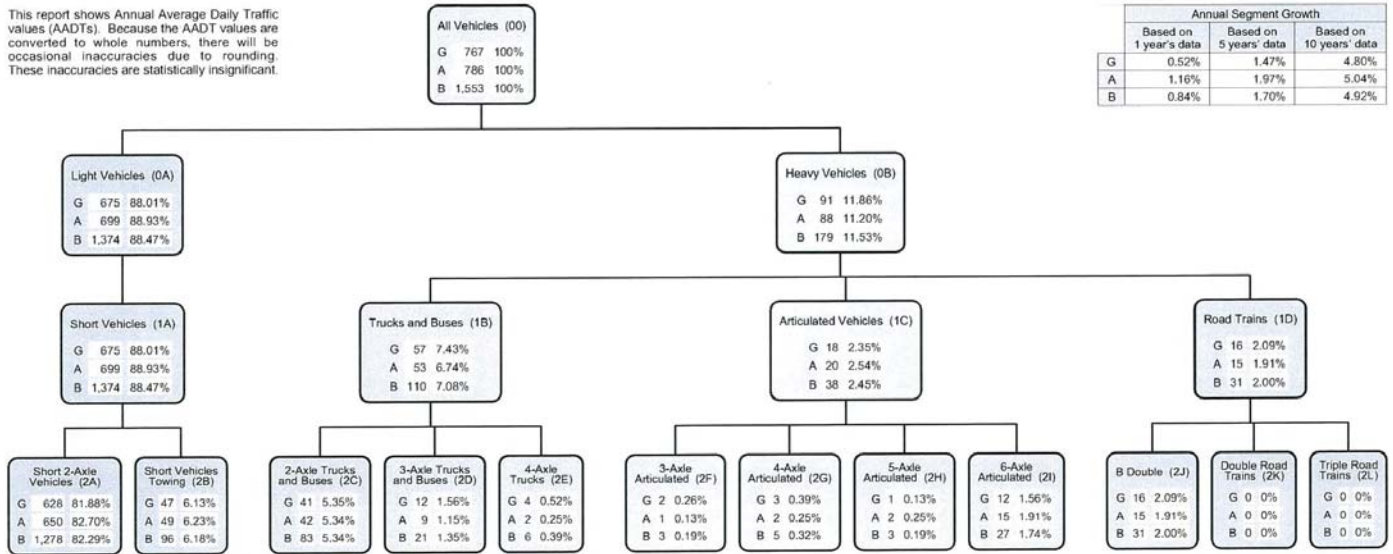 This report shows Annual Average Daily Traffic
values (AADTs). Because the AADT values are
converted to whole numbers, there will be
occasional inaccuracies due to rounding.
These inaccuracies are statistically insignificant.
All Vehicles (00)
G 767 100%
A 786 100%
B 1,553 100%
Annual Segment Growth
Based on 1 year's data Based on 5 years' data Based on 10 years' data
G 0.52% 1.47% 4.80%
A 1.16% 1.97% 5.04%
B 0.84% 1.70% 4.92%
Light Vehicles (0A)
G 675 88.01%
A 699 88.93%
B 1,374 88.47%
Heavy Vehicles (0B)
G 91 11.86%
A 88 11.20%
B 179 11.53%
Short Vehicles (1A)
G 675 88.01%
A 699 88.93%
B 1,374 88.47%
Trucks and Buses (1B)
G 57 7.43%
A 53 6.74%
B 110 7.08%
Articulated Vehicles (1C)
G 18 2.35%
A 20 2.54%
B 38 2.45%
Road Trains (1D)
G 16 2.09%
A 15 1.91%
B 31 2.00%
Short 2-Axle
Vehicles (2A)
G 628 81.88%
A 650 82.70%
B 1,278 82.29%
Short Vehicles
Towing (2B)
G 47 6.13%
A 49 6.23%
B 96 6.18%
2-Axle Trucks
and Buses (2C)
G 41 5.35%
A 42 5.34%
B 83 5.34%
3-Axle Trucks
and Buses (2D)
G 12 1.56%
A 9 1.15%
B 21 1.35%
4-Axle
Trucks (2E)
G 4 0.52%
A 2 0.25%
B 6 0.39%
3-Axle
Articulated (2F)
G 2 0.26%
A 1 0.13%
B 3 0.19%
4-Axle
Articulated (2G)
G 3 0.39%
A 2 0.25%
B 5 0.32%
5-Axle
Articulated (2H)
G 1 0.13%
A 2 0.25%
B 3 0.19%
6-Axle
Articulated (2I)
G 12 1.56%
A 15 1.91%
B 27 1.74%
B Double (2J)
G 16 2.09%
A 15 1.91%
B 31 2.00%
Double Road
Trains (2K)
G 0 0%
A 0 0%
B 0 0%
Triple Road
Trains (2L)
G 0 0%
A 0 0%
B 0 0%